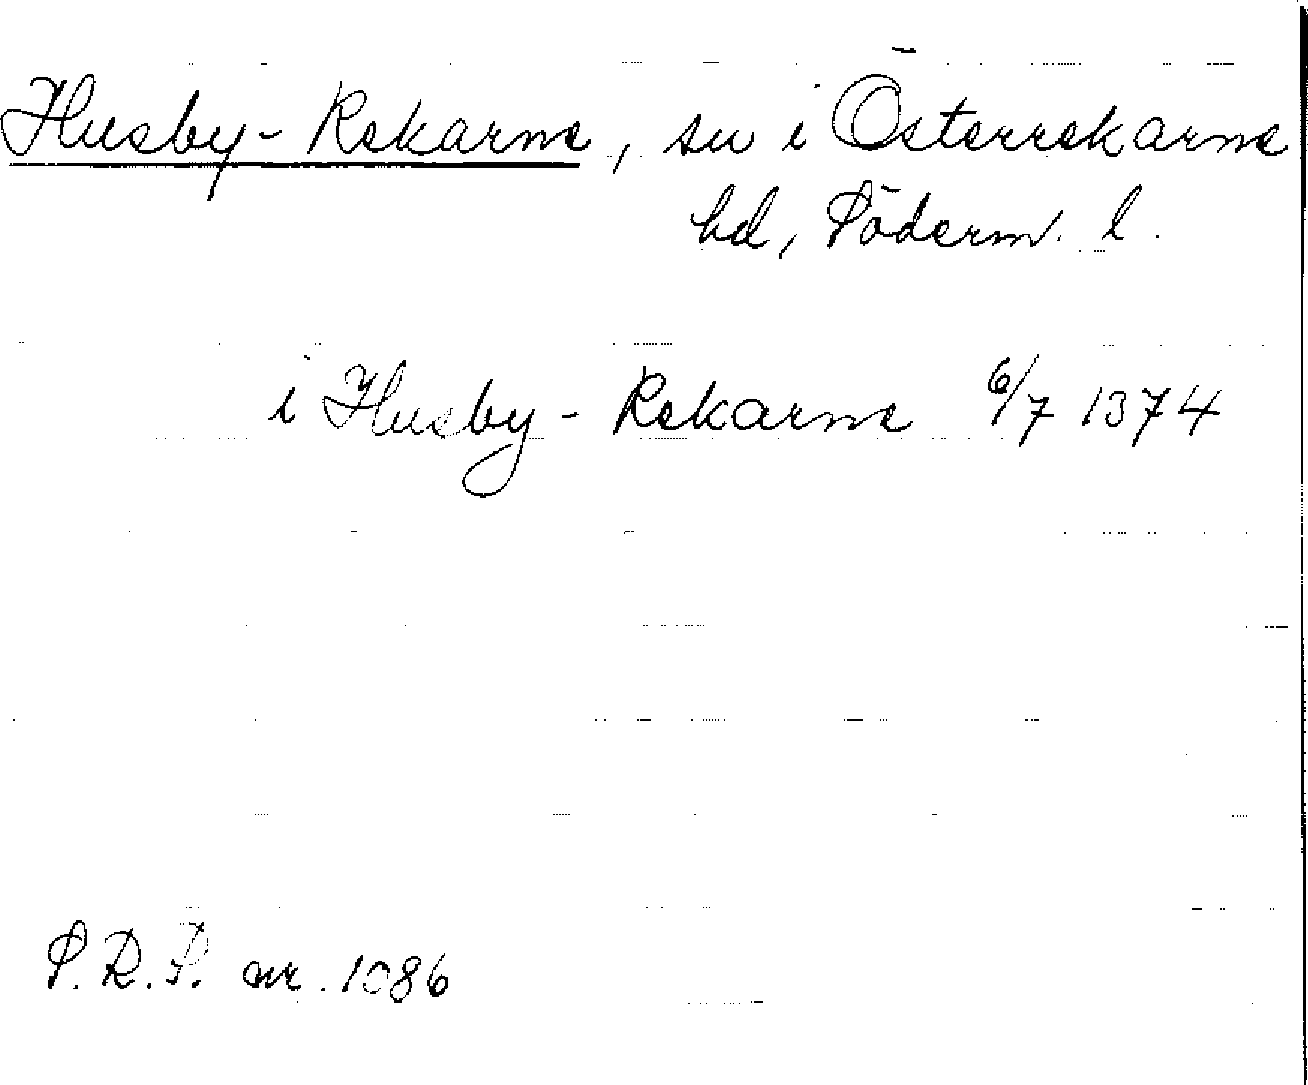 Husby-Rekarne, sn i Österrekarne
hd, Söderm. l.
i Husby-Rekarne 6/7 1374
S.R.P. nr. 1086